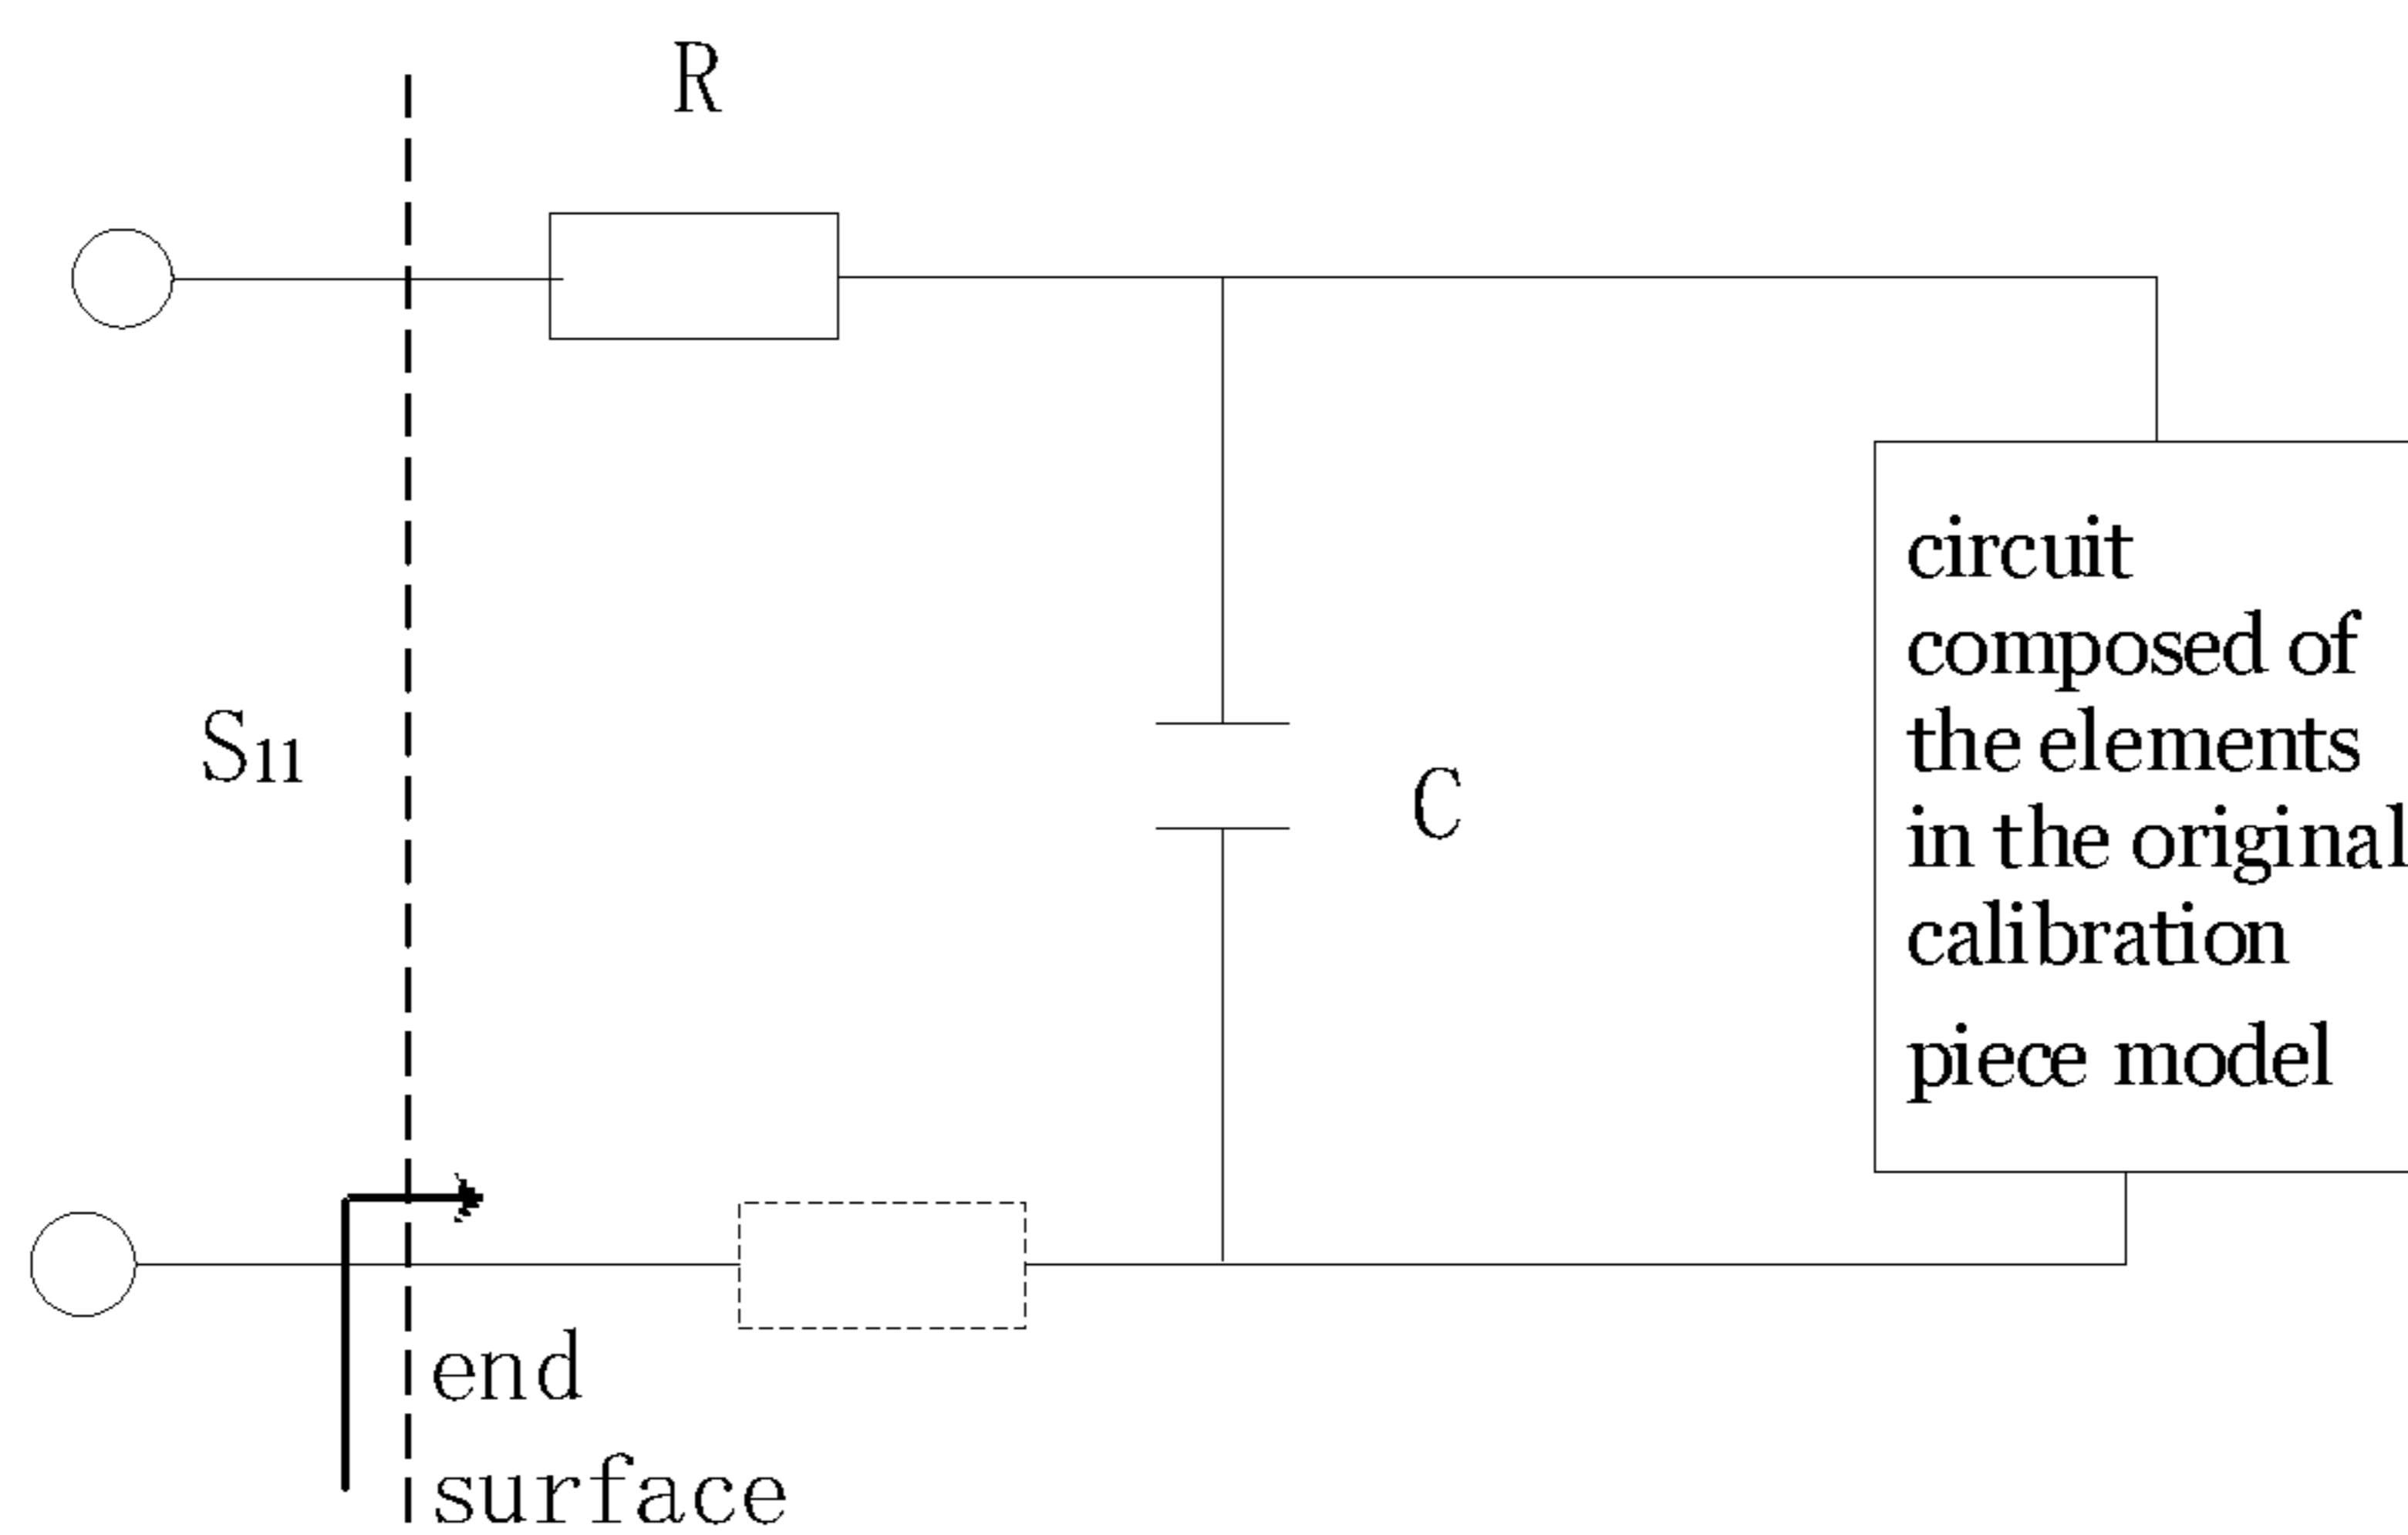 R
S11
C
circuit
composed of
the elements
in the original
calibration
piece model
end
surface